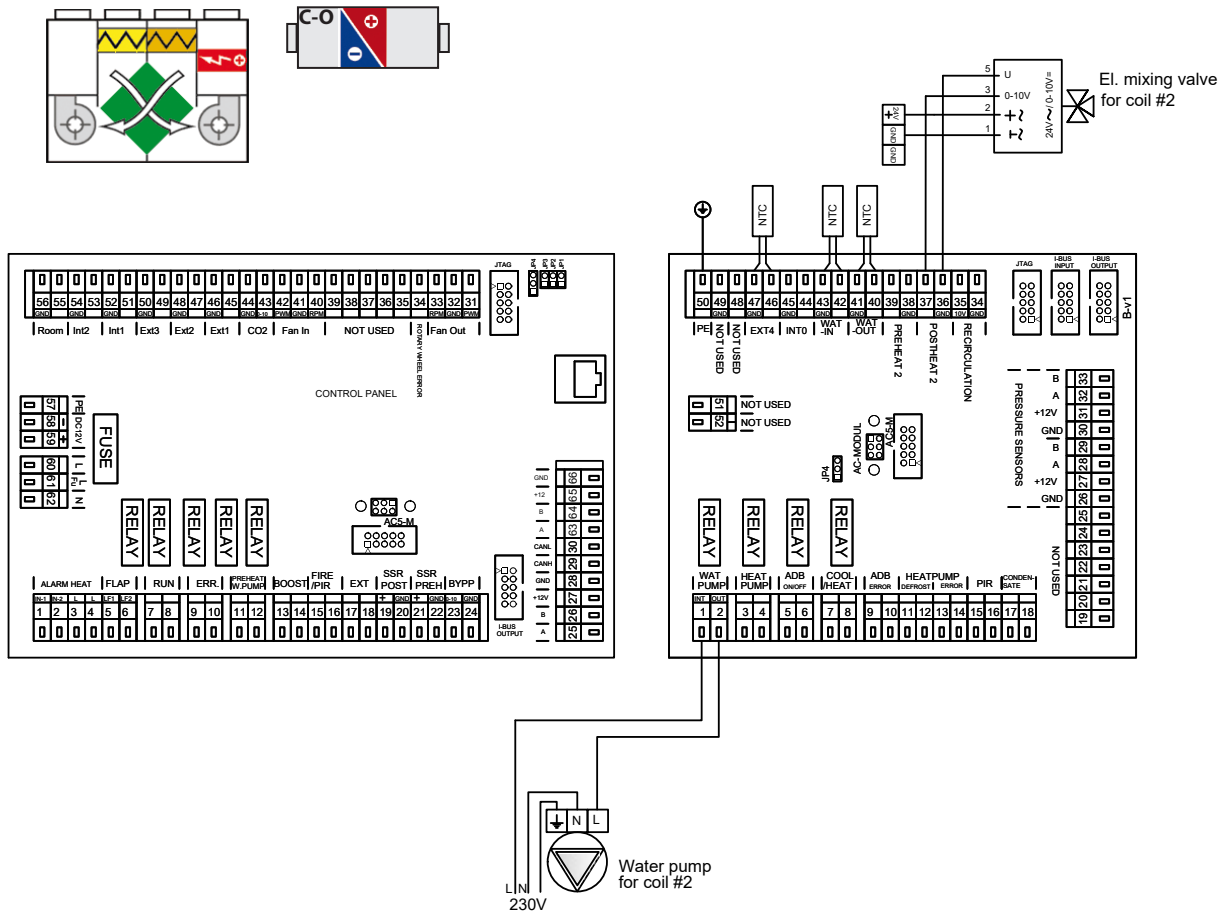 C-O
El. mixing valve
for coil #2
5 U
3 0-10V
2 + ~
1 ~
24V ~/ 0-10V=
24V
GND
GND
NTC NTC NTC
56 55 54 53 52 51 50 49 48 47 46 45 44 43 42 41 40 39 38 37 36 35 34 33 32 31
GND GND GND GND GND GND GND 0-10 PWM GND RPM RPM GND PWM
Room Int2 Int1 Ext3 Ext2 Ext1 CO2 Fan In NOT USED ROTARY WHEEL ERROR Fan Out
JTAG
JP4 JP3 JP2 JP1
CONTROL PANEL
57 PE
58 - DC12V
59 +
60 L
61 Fu L
62 N
FUSE
RELAY RELAY RELAY RELAY RELAY
AC5-M
I-BUS
OUTPUT
GND 66
+12 65
B 64
A 63
CANL 30
CANH 29
GND 28
+12V 27
B 26
A 25
ALARM HEAT FLAP RUN ERR. PREHEAT W.PUMP BOOST FIRE /PIR EXT SSR POST SSR PREH BYPP
IN-1 IN-2 L L LF1 LF2 + GND + GND 0-10 GND
1 2 3 4 5 6 7 8 9 10 11 12 13 14 15 16 17 18 19 20 21 22 23 24
50 49 48 47 46 45 44 43 42 41 40 39 38 37 36 35 34
GND GND GND GND GND GND GND 10V GND
PE NOT USED NOT USED EXT4 INT0 WAT -IN WAT -OUT PREHEAT 2 POSTHEAT 2 RECIRCULATION
JTAG
I-BUS
INPUT
I-BUS
OUTPUT
B-v1
51 NOT USED
52 NOT USED
AC-MODUL
AC5-M
JP4
RELAY RELAY RELAY RELAY
PRESSURE SENSORS
B 33
A 32
+12V 31
GND 30
B 29
A 28
+12V 27
GND 26
25
24
23
22
21
20
19
NOT USED
WAT PUMP HEAT PUMP ADB ON/OFF COOL /HEAT ADB ERROR HEATPUMP DEFROST ERROR PIR CONDEN- SATE
INT OUT
1 2 3 4 5 6 7 8 9 10 11 12 13 14 15 16 17 18
N L
Water pump
for coil #2
L N
230V